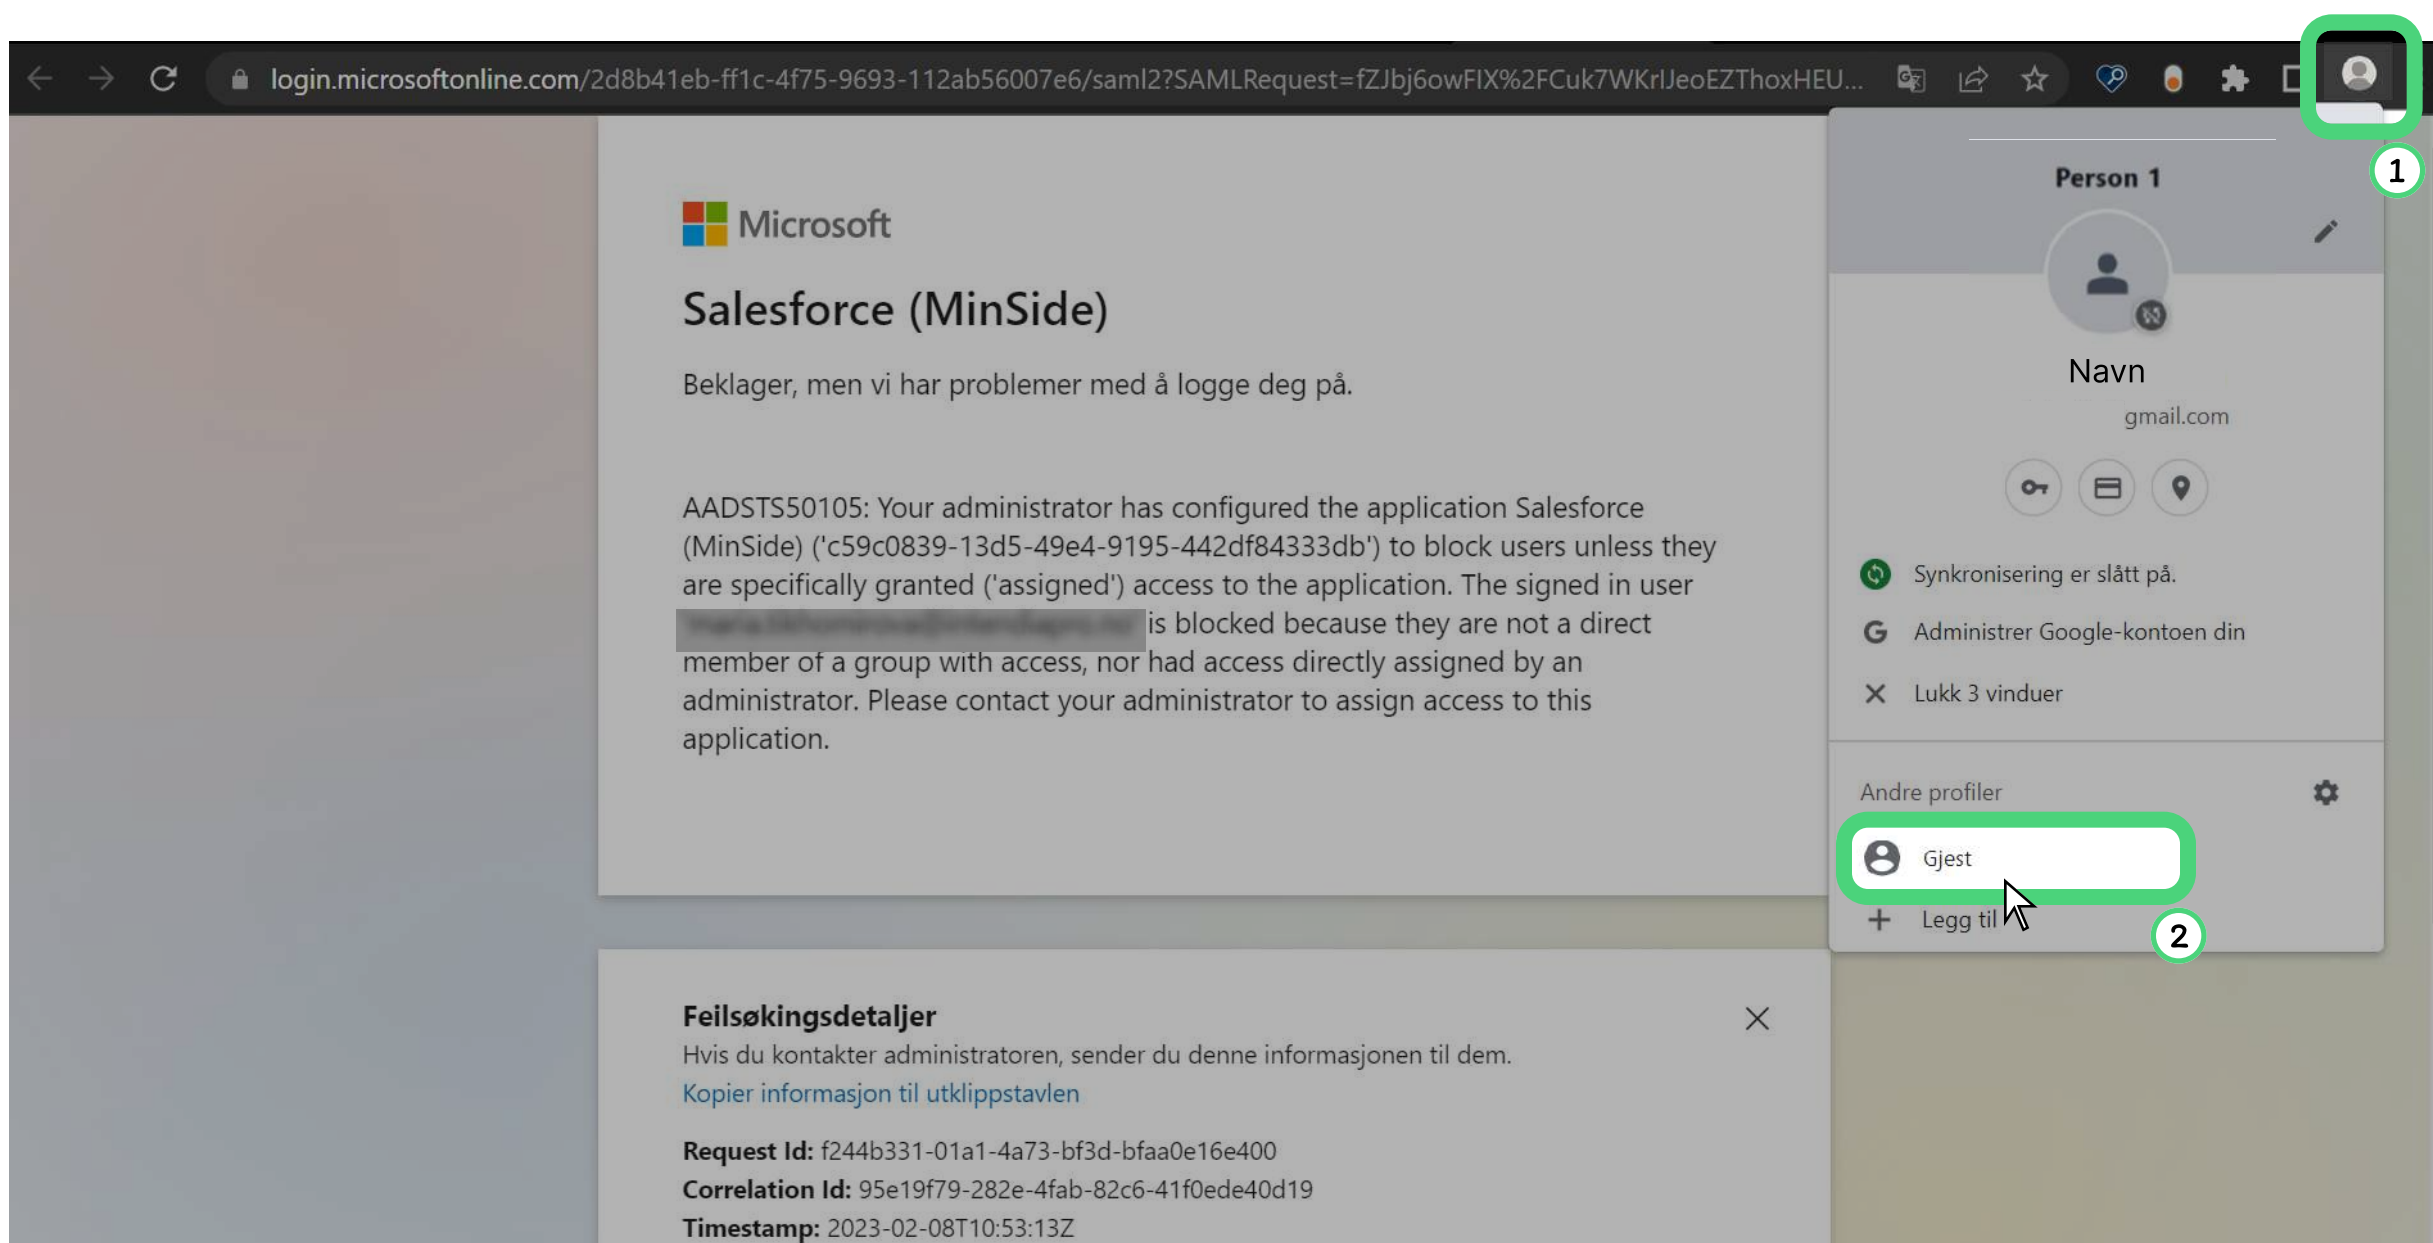 login.microsoftonline.com/2d8b41eb-ff1c-4f75-9693-112ab56007e6/saml2?SAMLRequest=fZJbj6owFIX%2FCuk7WKrIJeoEZThoxHEU...
1
Microsoft
Salesforce (MinSide)
Beklager, men vi har problemer med å logge deg på.
AADSTS50105: Your administrator has configured the application Salesforce
(MinSide) ('c59c0839-13d5-49e4-9195-442df84333db') to block users unless they
are specifically granted ('assigned') access to the application. The signed in user
is blocked because they are not a direct
member of a group with access, nor had access directly assigned by an
administrator. Please contact your administrator to assign access to this
application.
Feilsøkingsdetaljer
Hvis du kontakter administratoren, sender du denne informasjonen til dem.
Kopier informasjon til utklippstavlen
Request Id: f244b331-01a1-4a73-bf3d-bfaa0e16e400
Correlation Id: 95e19f79-282e-4fab-82c6-41f0ede40d19
Timestamp: 2023-02-08T10:53:13Z
Person 1
Navn
gmail.com
Synkronisering er slått på.
Administrer Google-kontoen din
Lukk 3 vinduer
Andre profiler
Gjest
Legg til
2